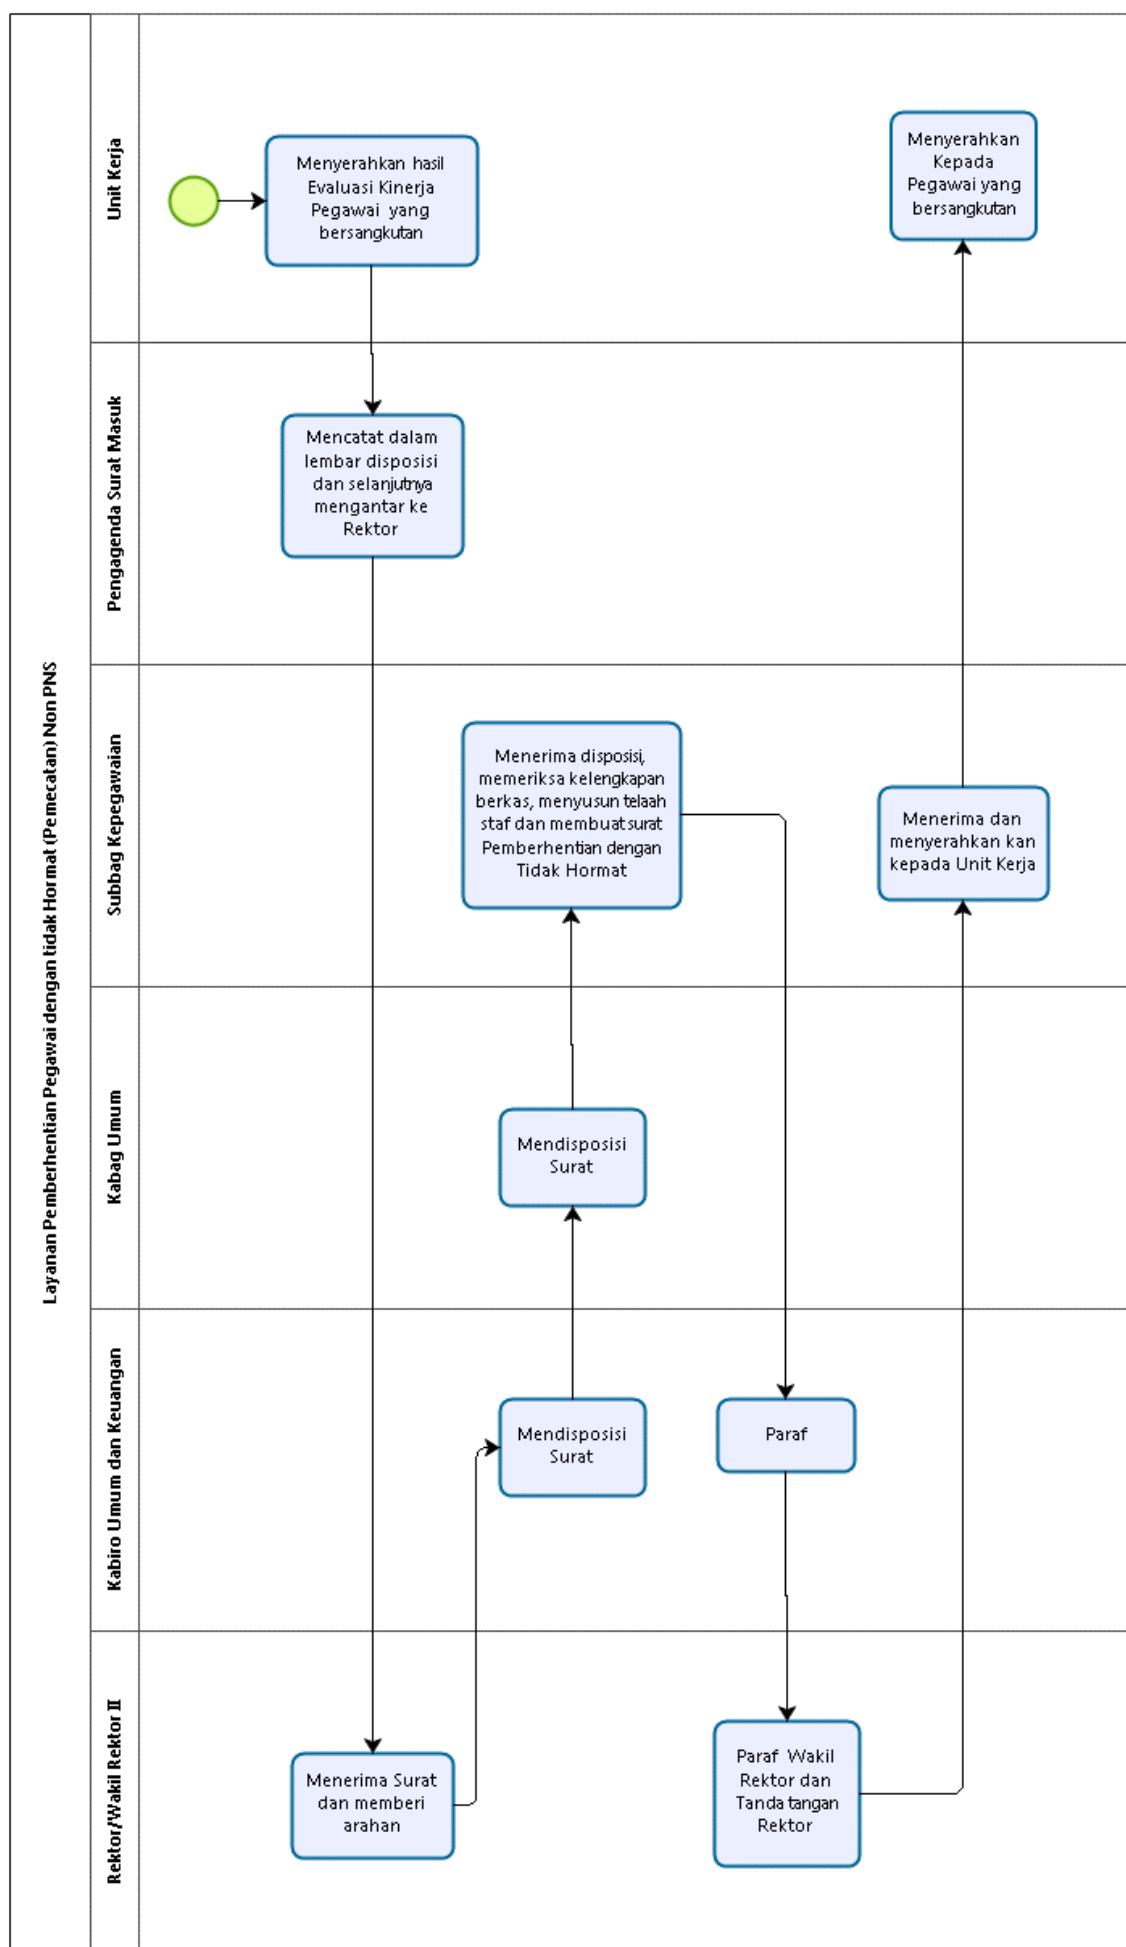 Layanan Pemberhentian Pegawai dengan tidak Hormat (Pemecatan) Non PNS
Unit Kerja
Menyerahkan hasil
Evaluasi Kinerja
Pegawai yang
bersangkutan
Menyerahkan
Kepada
Pegawai yang
bersangkutan
Pengagenda Surat Masuk
Mencatat dalam
lembar disposisi
dan selanjutnya
mengantar ke
Rektor
Subbag Kepegawaian
Menerima disposisi,
memeriksa kelengkapan
berkas, menyusun telaah
staf dan membuat surat
Pemberhentian dengan
Tidak Hormat
Menerima dan
menyerahkan kan
kepada Unit Kerja
Kabag Umum
Mendisposisi
Surat
Kabiro Umum dan Keuangan
Mendisposisi
Surat
Paraf
Rektor/Wakil Rektor II
Menerima Surat
dan memberi
arahan
Paraf Wakil
Rektor dan
Tanda tangan
Rektor